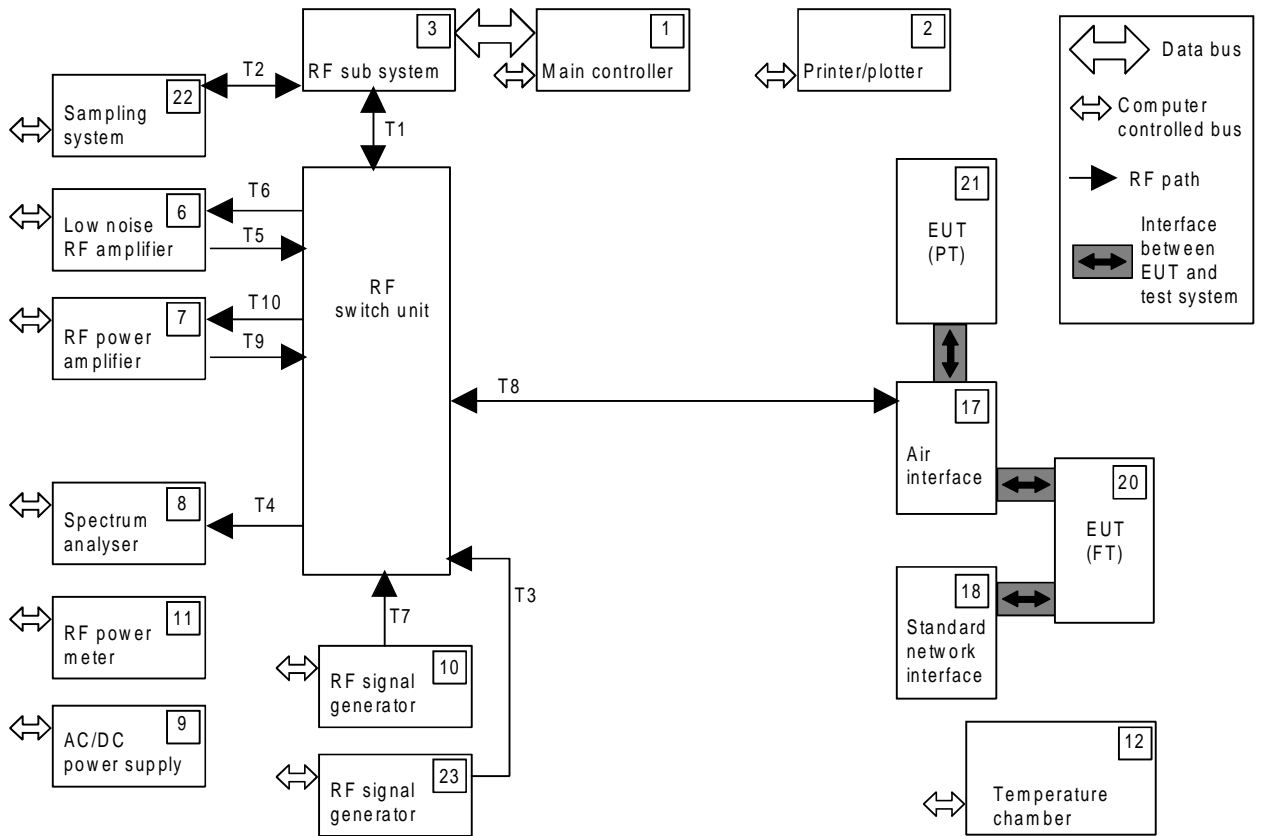 3
RF sub system
1
Main controller
2
Printer/plotter
Data bus
Computer
controlled bus
RF path
Interface
between
EUT and
test system
T2
22
Sampling
system
T1
6
Low noise
RF amplifier
T6
T5
7
RF power
amplifier
T10
T9
RF
switch unit
T8
21
EUT
(PT)
17
Air
interface
20
EUT
(FT)
18
Standard
network
interface
8
Spectrum
analyser
T4
T3
T7
11
RF power
meter
10
RF signal
generator
9
AC/DC
power supply
23
RF signal
generator
12
Temperature
chamber